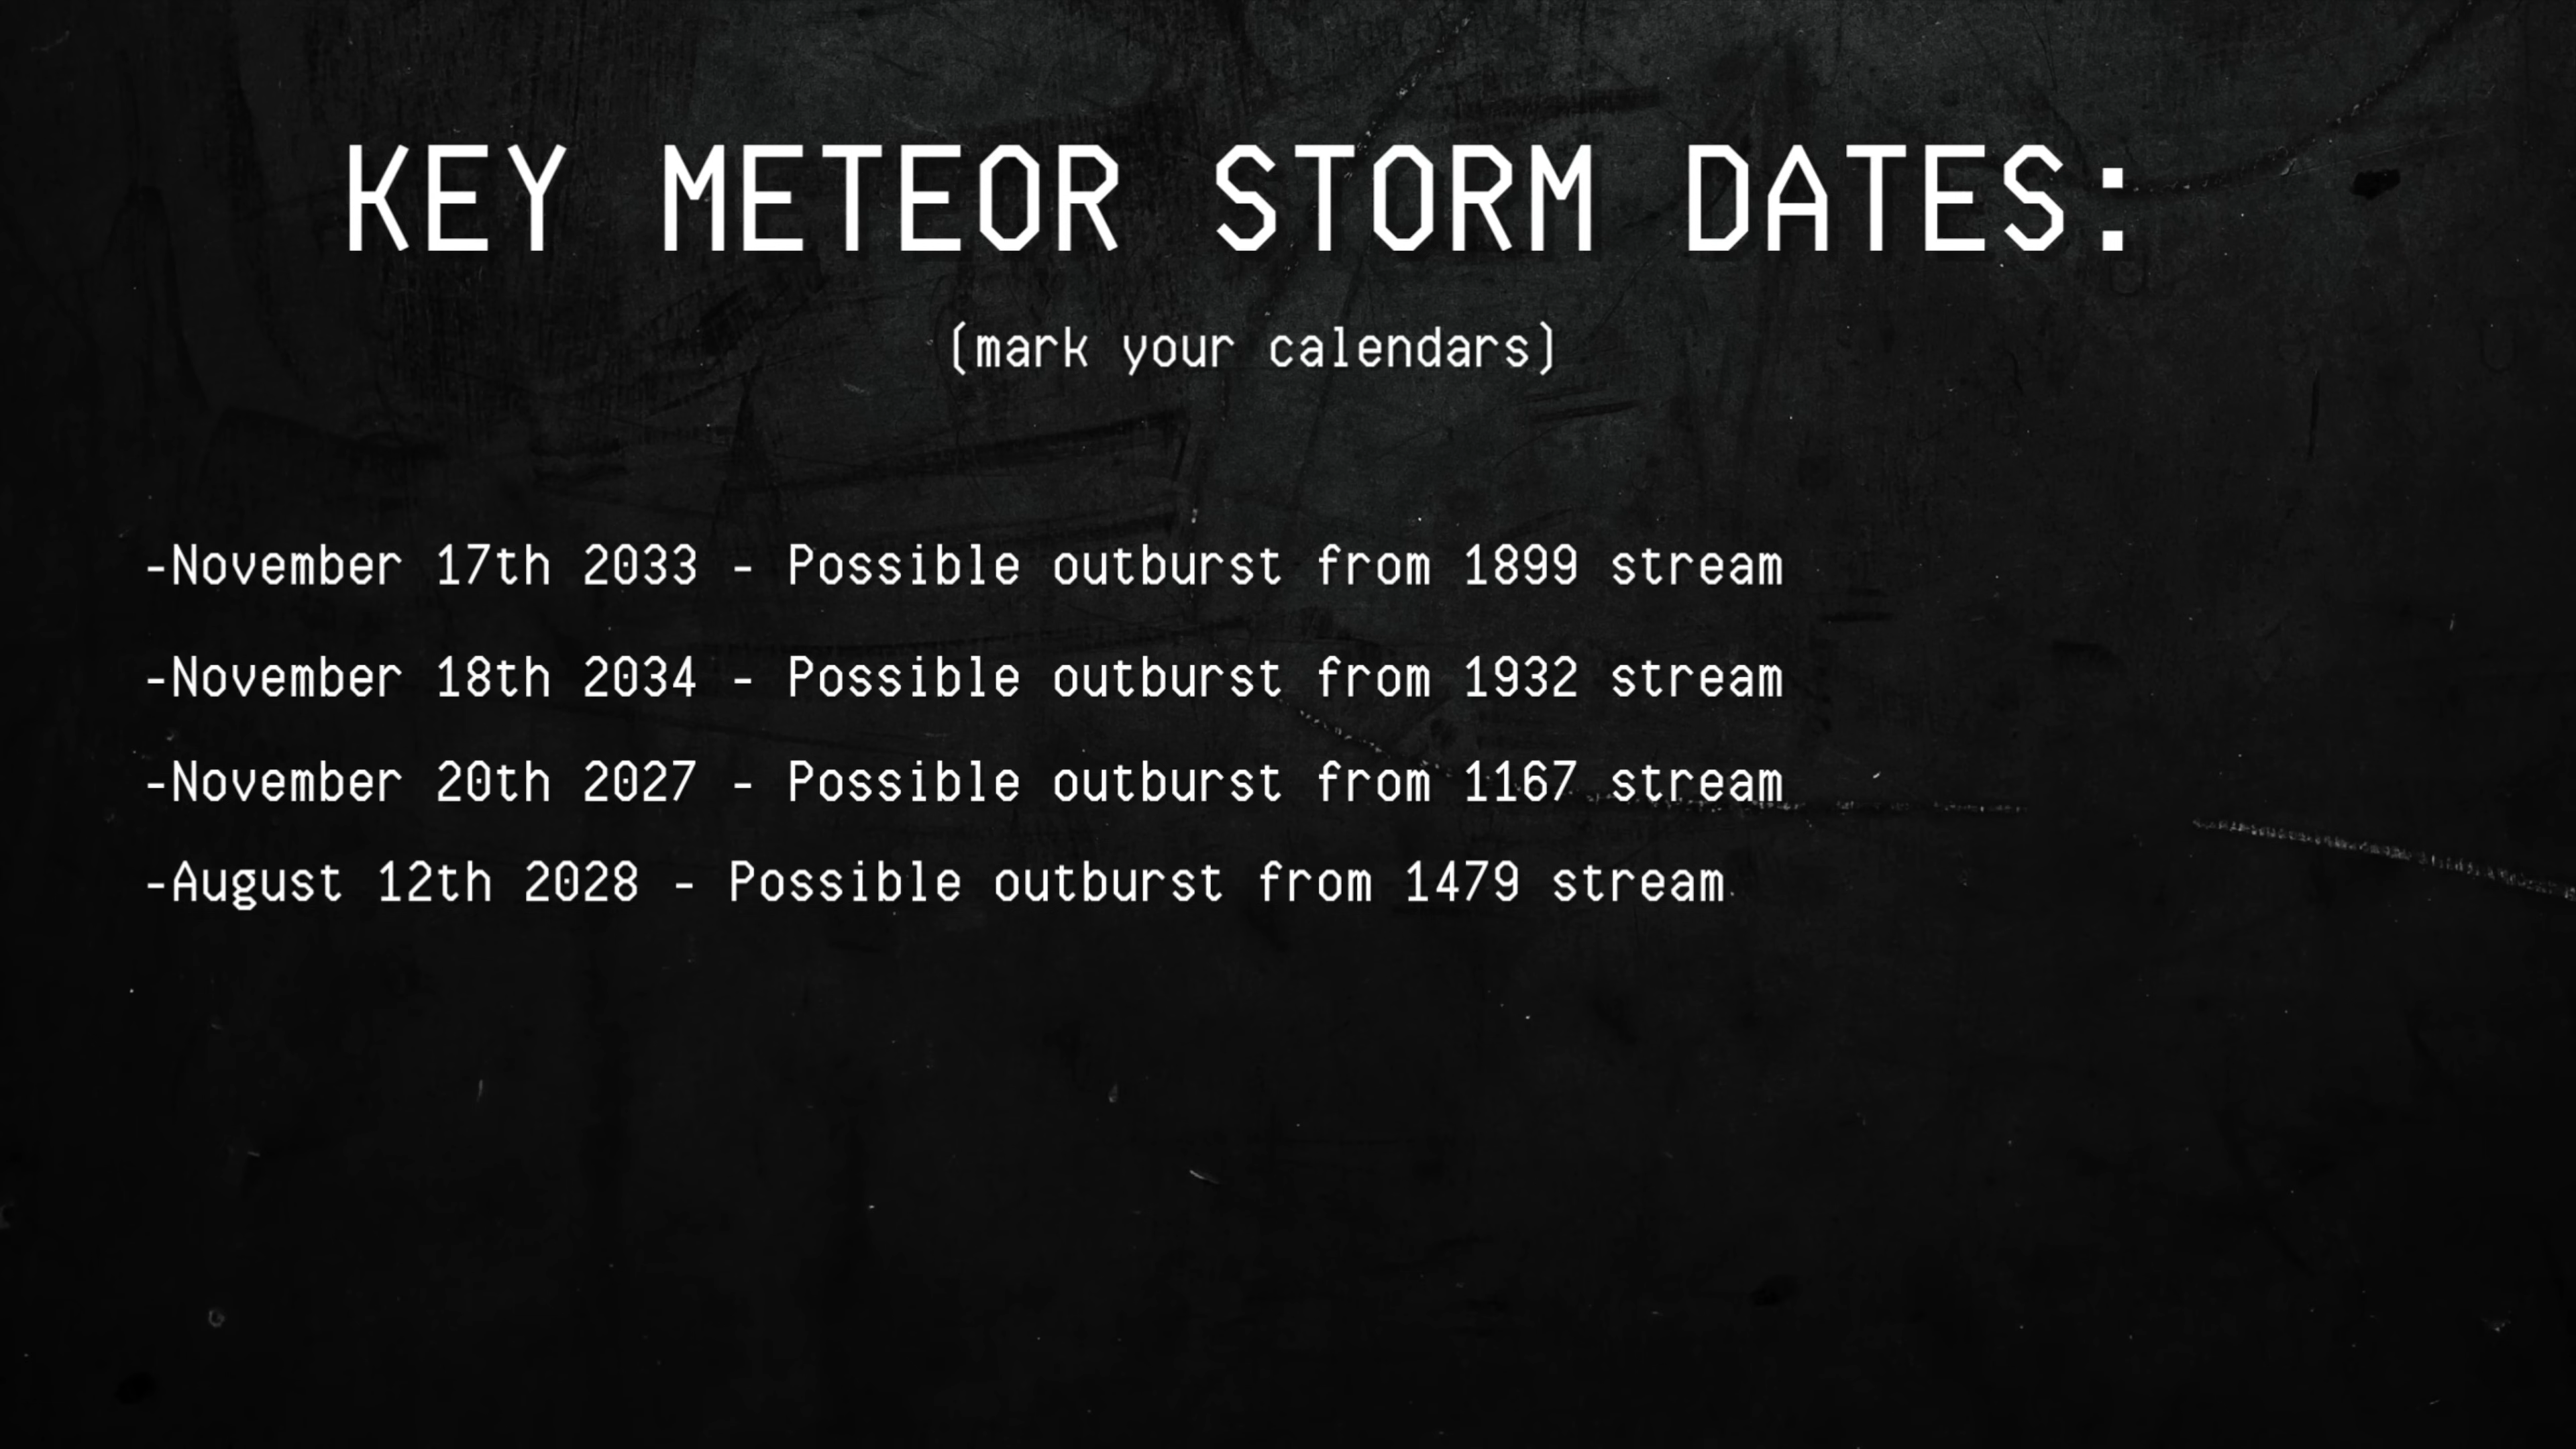 KEY METEOR STORM DATES:
(mark your calendars)
-November 17th 2033 - Possible outburst from 1899 stream
-November 18th 2034 - Possible outburst from 1932 stream
-November 20th 2027 - Possible outburst from 1167 stream
-August 12th 2028 - Possible outburst from 1479 stream